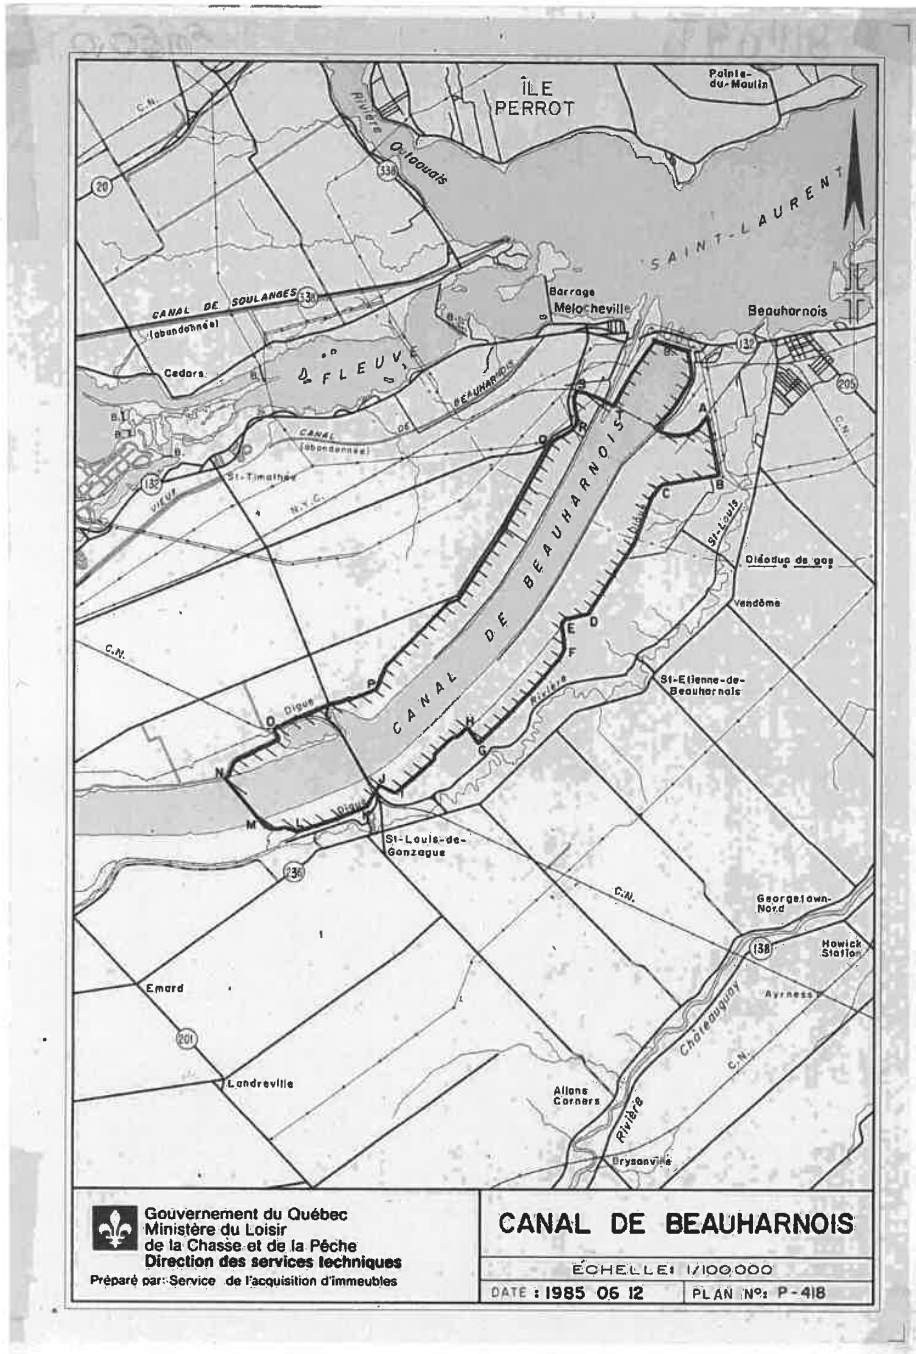 ÎLE
PERROT
Pointe-
du-Moulin
C.N.
Rivière
Outaouais
20
338
SAINT-LAURENT
CANAL DE SOULANGES
(abandonnée)
338
Barrage
Melocheville
Beauharnois
132
205
Cedars
B.
FLEUVE
B.
B.
B.
B.
VIEUX
CANAL
(abandonnée)
DE
BEAUHARNOIS
S
R
Q
T
A
B
C
C.N.
132
St-Timothée
N.Y.C.
St-Louis
Oléoduc de gas
Vendôme
CANAL DE BEAUHARNOIS
D
E
F
C.N.
St-Etienne-de-
Beauharnois
Rivière
P
Digue
O
H
G
N
J
I
Digue
K
M
L
St-Louis-de-
Gonzague
236
C.N.
Georgetown-
Nord
138
Howick
Station
Ayrness
Emard
Châteauguay
C.N.
201
Landreville
Allans
Corners
Rivière
Brysonville
Gouvernement du Québec
Ministère du Loisir
de la Chasse et de la Pêche
Direction des services techniques
Préparé par: Service de l'acquisition d'immeubles
CANAL DE BEAUHARNOIS
ÉCHELLE: 1/100,000
DATE : 1985 06 12
PLAN Nº: P-418